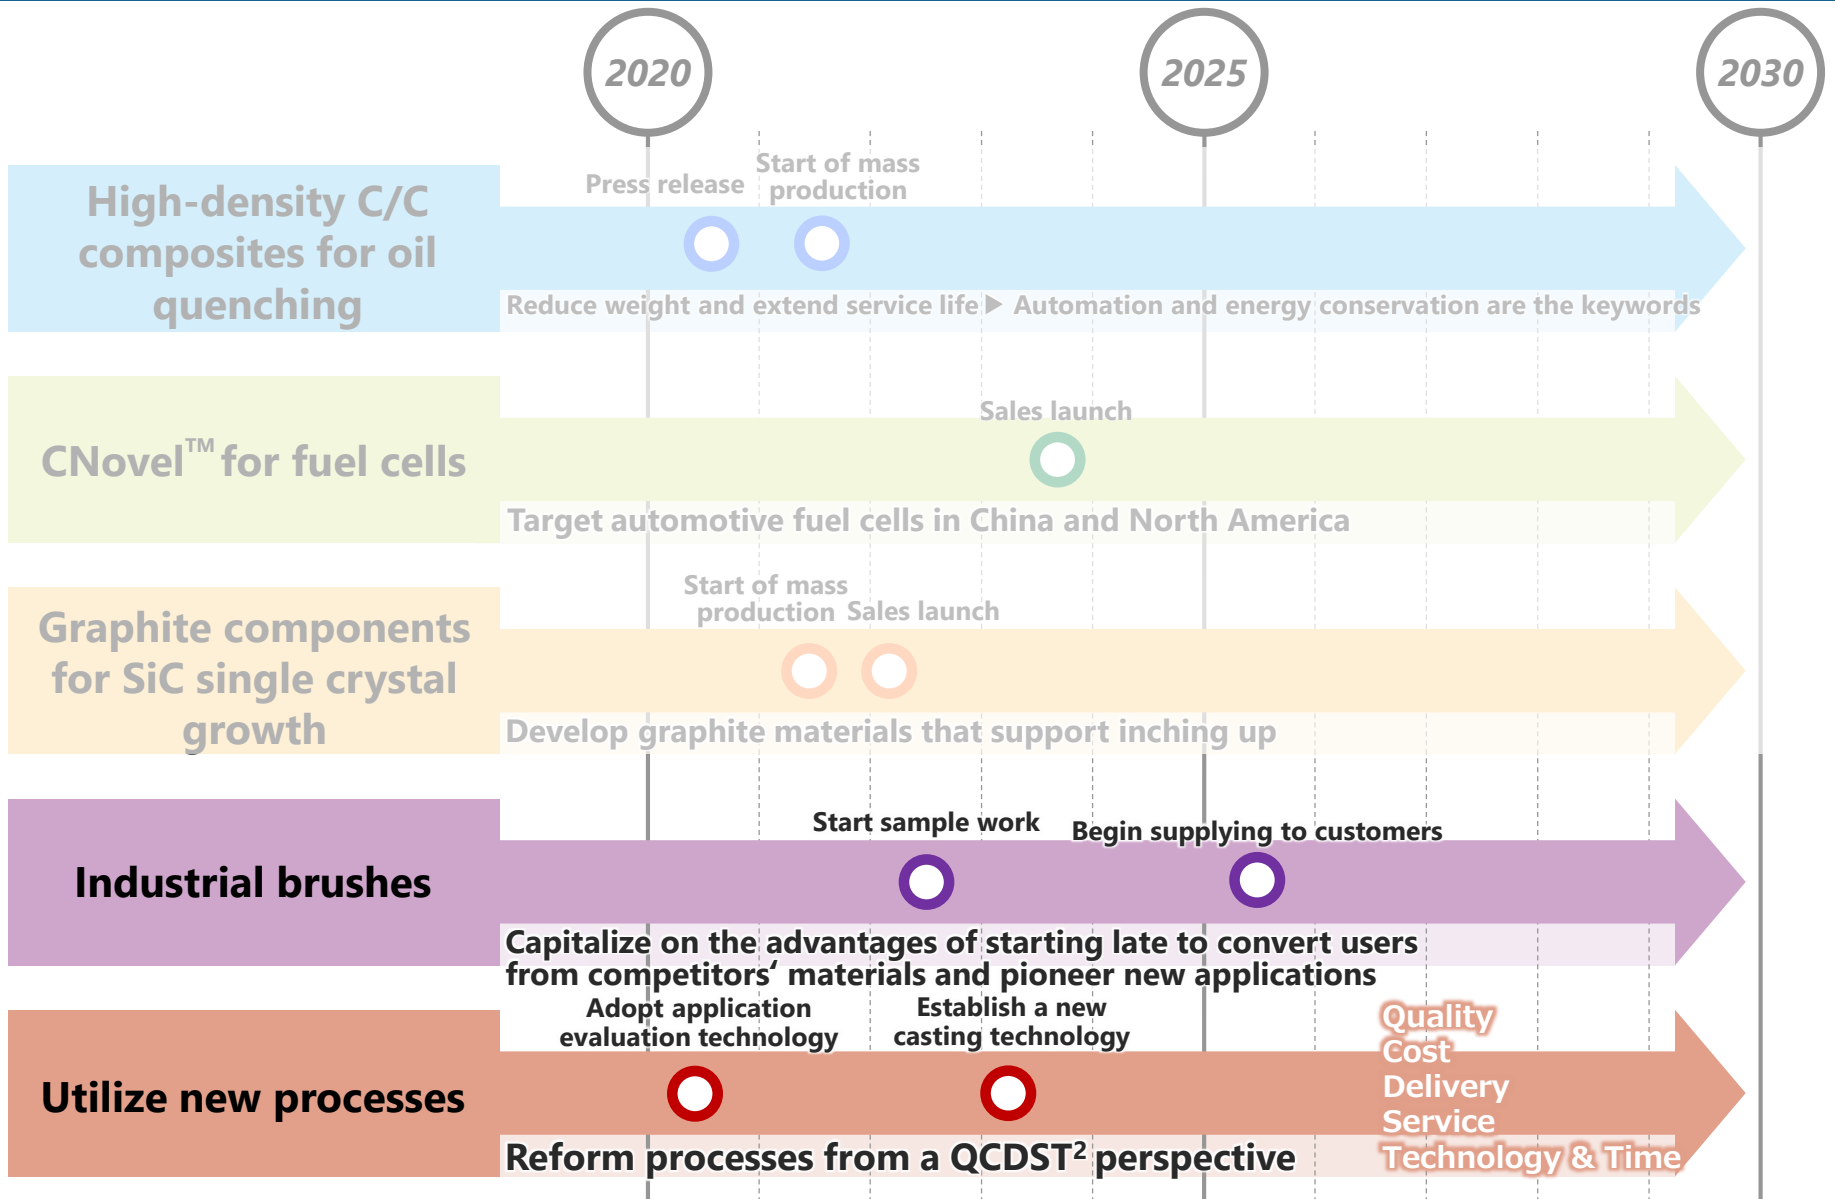 2020
2025
2030
High-density C/C
composites for oil
quenching
Press release
Start of mass
production
Reduce weight and extend service life ▶ Automation and energy conservation are the keywords
CNovel™ for fuel cells
Sales launch
Target automotive fuel cells in China and North America
Graphite components
for SiC single crystal
growth
Start of mass
production
Sales launch
Develop graphite materials that support inching up
Industrial brushes
Start sample work
Begin supplying to customers
Capitalize on the advantages of starting late to convert users
from competitors‘ materials and pioneer new applications
Utilize new processes
Adopt application
evaluation technology
Establish a new
casting technology
Reform processes from a QCDST² perspective
Quality
Cost
Delivery
Service
Technology & Time